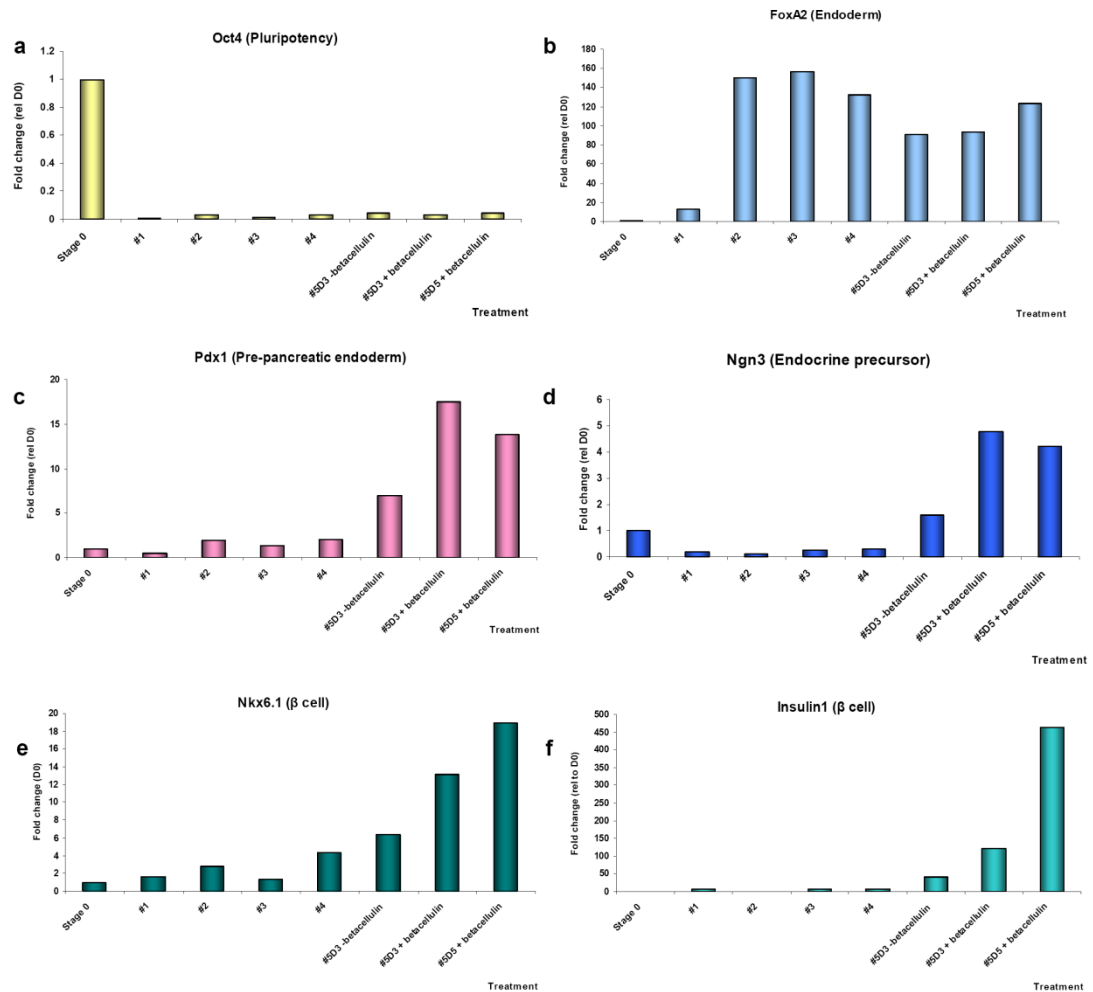 a
Oct4 (Pluripotency)
Fold change (rel D0)
1.2
1
0.8
0.6
0.4
0.2
0
Stage 0
#1
#2
#3
#4
#5D3 -betacellulin
#5D3 + betacellulin
#5D5 + betacellulin
Treatment
b
FoxA2 (Endoderm)
Fold change (rel D0)
180
160
140
120
100
80
60
40
20
0
Stage 0
#1
#2
#3
#4
#5D3 -betacellulin
#5D3 + betacellulin
#5D5 + betacellulin
Treatment
c
Pdx1 (Pre-pancreatic endoderm)
Fold change (rel D0)
20
15
10
5
0
Stage 0
#1
#2
#3
#4
#5D3 -betacellulin
#5D3 + betacellulin
#5D5 + betacellulin
Treatment
d
Ngn3 (Endocrine precursor)
Fold change (rel D0)
6
5
4
3
2
1
0
Stage 0
#1
#2
#3
#4
#5D3 -betacellulin
#5D3 + betacellulin
#5D5 + betacellulin
Treatment
e
Nkx6.1 (β cell)
Fold change (D0)
20
18
16
14
12
10
8
6
4
2
0
Stage 0
#1
#2
#3
#4
#5D3 -betacellulin
#5D3 + betacellulin
#5D5 + betacellulin
Treatment
f
Insulin1 (β cell)
Fold change (rel to D0)
500
450
400
350
300
250
200
150
100
50
0
Stage 0
#1
#2
#3
#4
#5D3 -betacellulin
#5D3 + betacellulin
#5D5 + betacellulin
Treatment